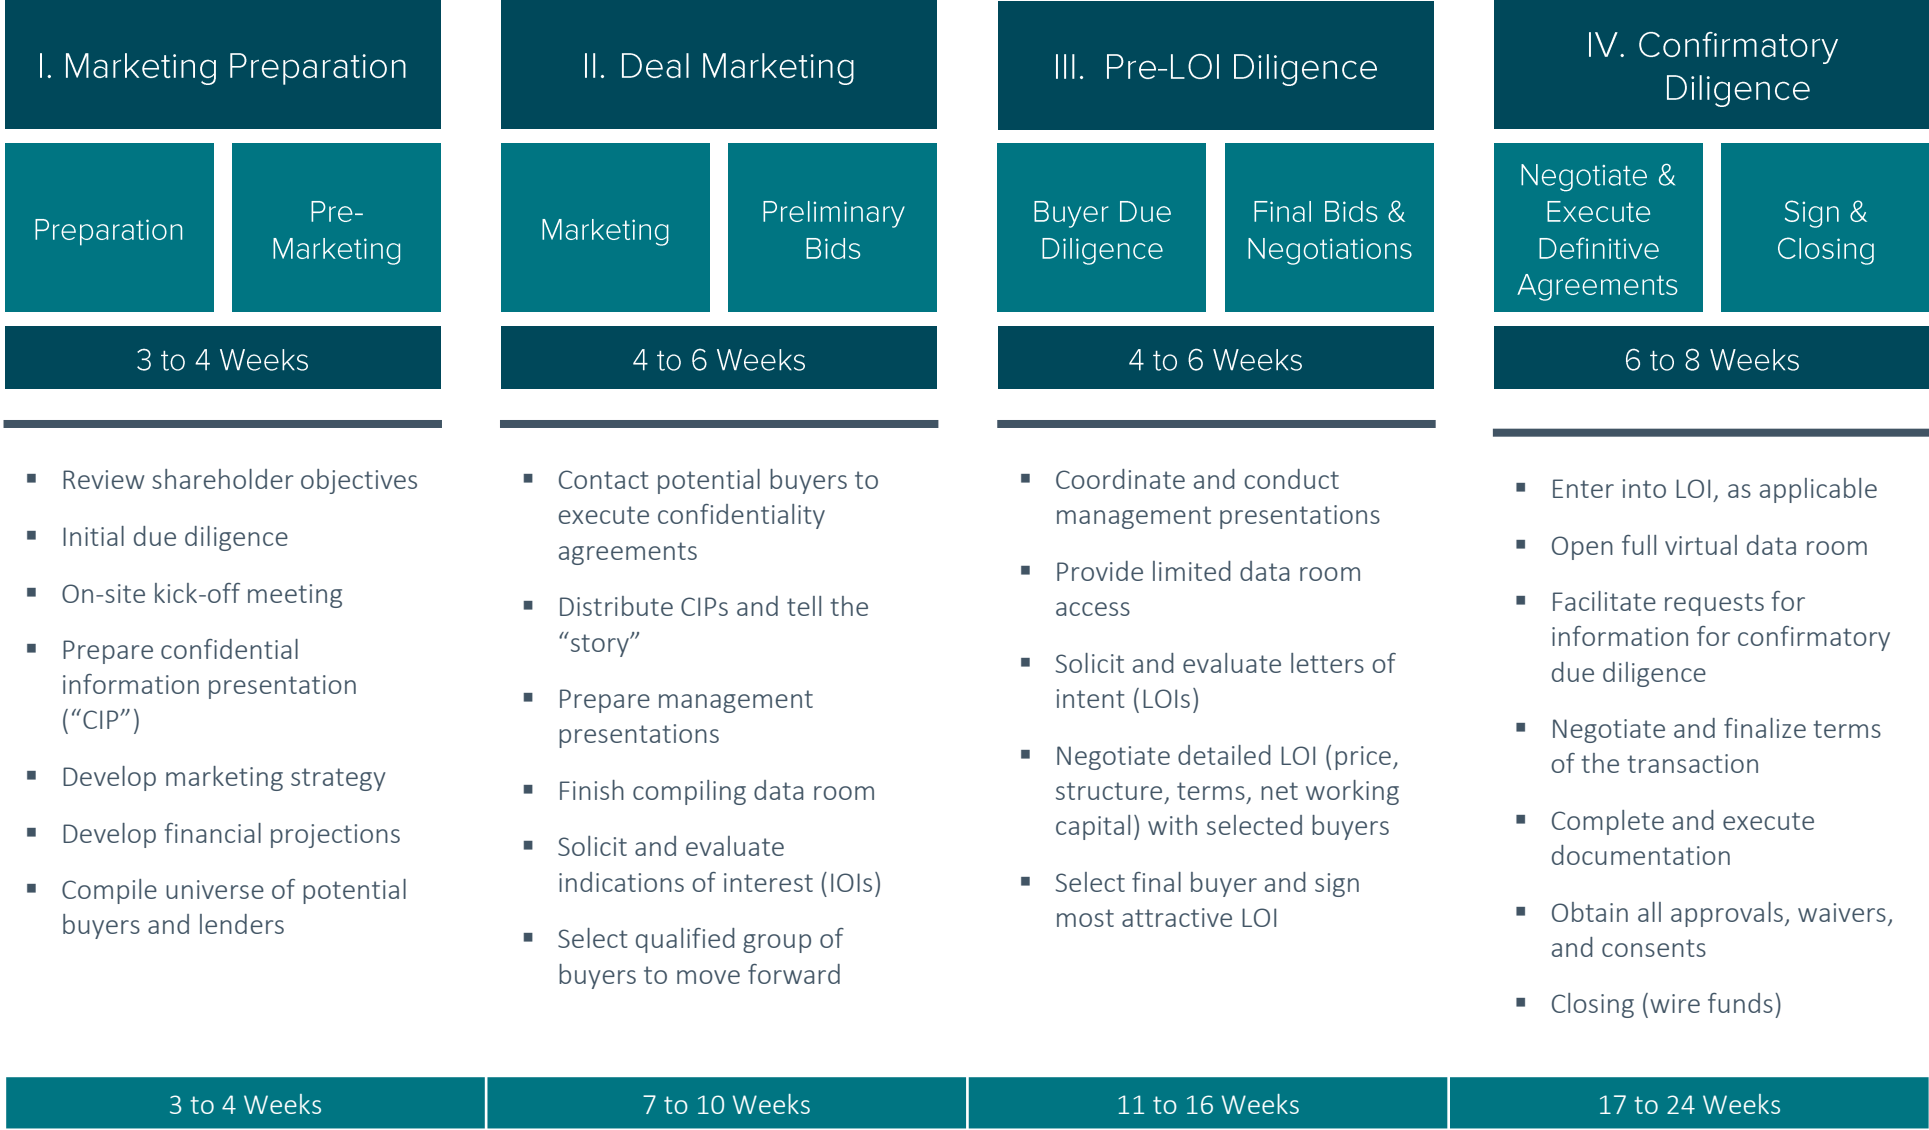 I. Marketing Preparation
Preparation
Pre-
Marketing
3 to 4 Weeks
▪ Review shareholder objectives
▪ Initial due diligence
▪ On-site kick-off meeting
▪ Prepare confidential
information presentation
(“CIP”)
▪ Develop marketing strategy
▪ Develop financial projections
▪ Compile universe of potential
buyers and lenders
II. Deal Marketing
Marketing
Preliminary
Bids
4 to 6 Weeks
▪ Contact potential buyers to
execute confidentiality
agreements
▪ Distribute CIPs and tell the
“story”
▪ Prepare management
presentations
▪ Finish compiling data room
▪ Solicit and evaluate
indications of interest (IOIs)
▪ Select qualified group of
buyers to move forward
III. Pre-LOI Diligence
Buyer Due
Diligence
Final Bids &
Negotiations
4 to 6 Weeks
▪ Coordinate and conduct
management presentations
▪ Provide limited data room
access
▪ Solicit and evaluate letters of
intent (LOIs)
▪ Negotiate detailed LOI (price,
structure, terms, net working
capital) with selected buyers
▪ Select final buyer and sign
most attractive LOI
IV. Confirmatory
Diligence
Negotiate &
Execute
Definitive
Agreements
Sign &
Closing
6 to 8 Weeks
▪ Enter into LOI, as applicable
▪ Open full virtual data room
▪ Facilitate requests for
information for confirmatory
due diligence
▪ Negotiate and finalize terms
of the transaction
▪ Complete and execute
documentation
▪ Obtain all approvals, waivers,
and consents
▪ Closing (wire funds)
3 to 4 Weeks
7 to 10 Weeks
11 to 16 Weeks
17 to 24 Weeks